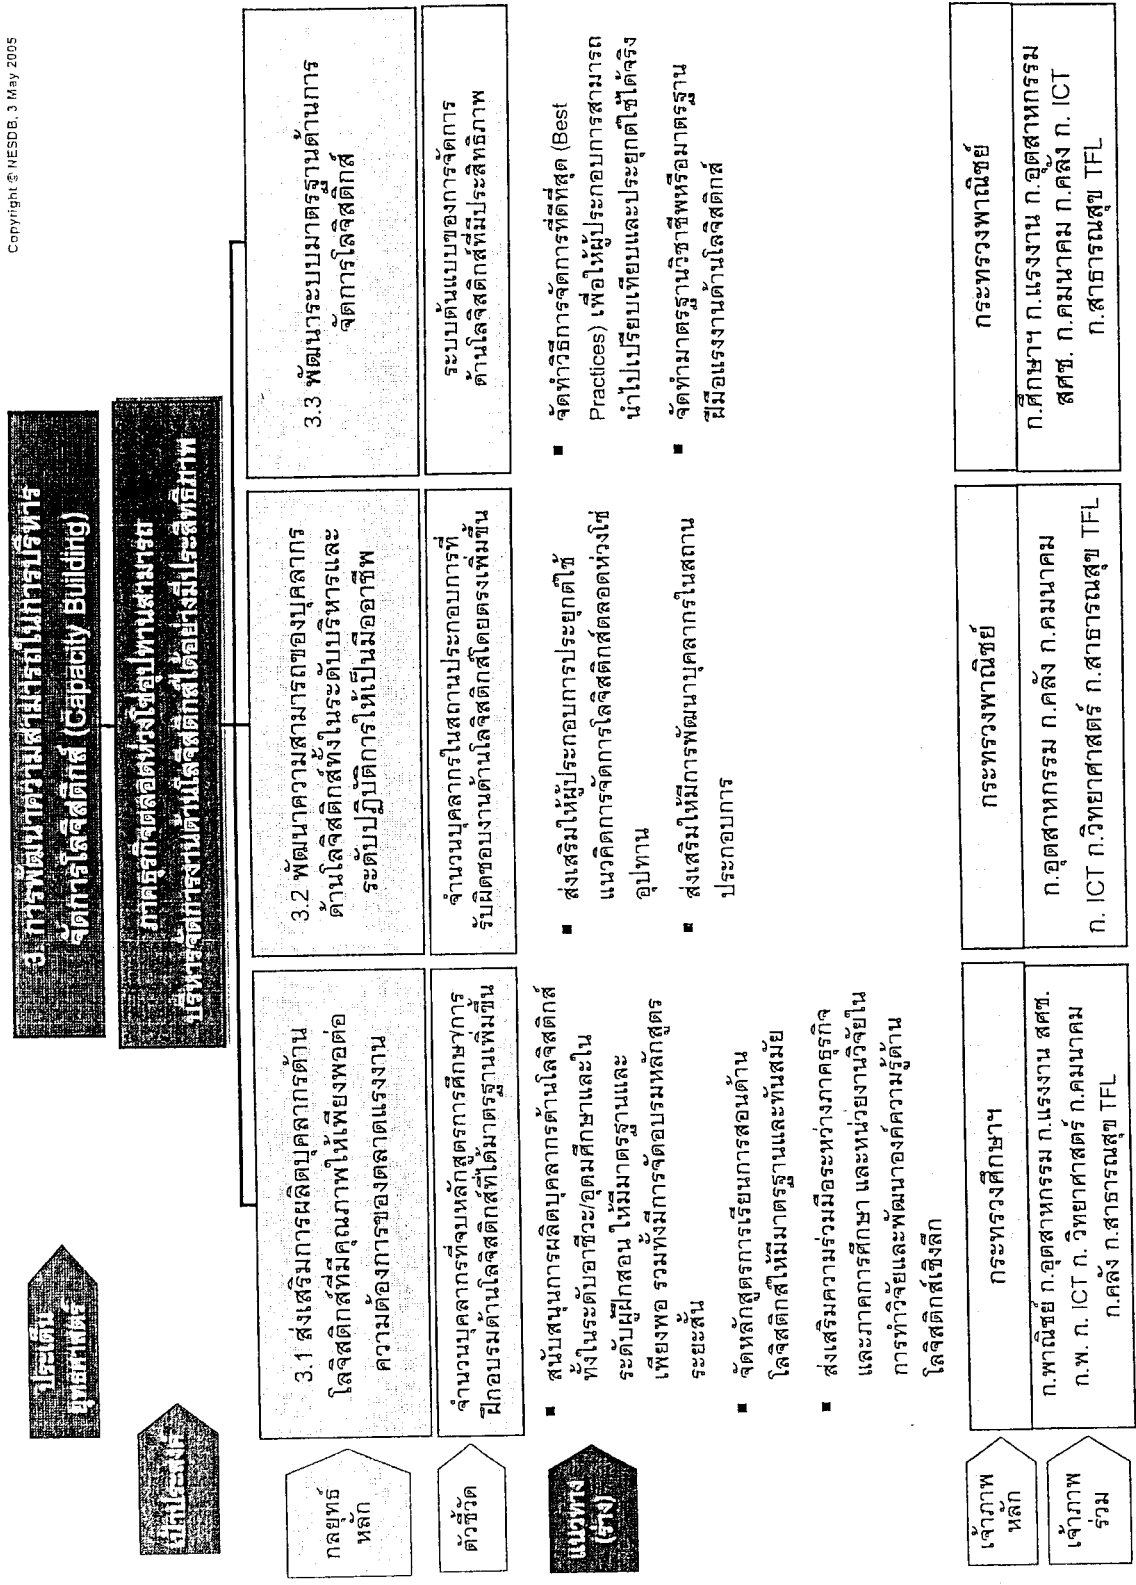 Copyright © NESDB, 3 May 2005
ประเด็น
ยุทธศาสตร์
3. การพัฒนาความสามารถในการบริหาร
จัดการโลจิสติกส์ (Capacity Building)
เป้าประสงค์
ภาคธุรกิจตลอดห่วงโซ่อุปทานสามารถ
บริหารจัดการงานด้านโลจิสติกส์ได้อย่างมีประสิทธิภาพ
กลยุทธ์
หลัก
3.1 ส่งเสริมการผลิตบุคลากรด้าน
โลจิสติกส์ที่มีคุณภาพให้เพียงพอต่อ
ความต้องการของตลาดแรงงาน
3.2 พัฒนาความสามารถของบุคลากร
ด้านโลจิสติกส์ทั้งในระดับบริหารและ
ระดับปฏิบัติการให้เป็นมืออาชีพ
3.3 พัฒนาระบบมาตรฐานด้านการ
จัดการโลจิสติกส์
ตัวชี้วัด
จำนวนบุคลากรที่จบหลักสูตรการศึกษา/การ
ฝึกอบรมด้านโลจิสติกส์ที่ได้มาตรฐานเพิ่มขึ้น
จำนวนบุคลากรในสถานประกอบการที่
รับผิดชอบงานด้านโลจิสติกส์โดยตรงเพิ่มขึ้น
ระบบต้นแบบของการจัดการ
ด้านโลจิสติกส์ที่มีประสิทธิภาพ
แนวทาง
(ร่าง)
▪ สนับสนุนการผลิตบุคลากรด้านโลจิสติกส์
ทั้งในระดับอาชีวะ/อุดมศึกษาและใน
ระดับผู้ฝึกสอน ให้มีมาตรฐานและ
เพียงพอ รวมทั้งมีการจัดอบรมหลักสูตร
ระยะสั้น
▪ จัดหลักสูตรการเรียนการสอนด้าน
โลจิสติกส์ให้มีมาตรฐานและทันสมัย
▪ ส่งเสริมความร่วมมือระหว่างภาคธุรกิจ
และภาคการศึกษา และหน่วยงานวิจัยใน
การทำวิจัยและพัฒนาองค์ความรู้ด้าน
โลจิสติกส์เชิงลึก
▪ ส่งเสริมให้ผู้ประกอบการประยุกต์ใช้
แนวคิดการจัดการโลจิสติกส์ตลอดห่วงโซ่
อุปทาน
▪ ส่งเสริมให้มีการพัฒนาบุคลากรในสถาน
ประกอบการ
▪ จัดทำวิธีการจัดการที่ดีที่สุด (Best
Practices) เพื่อให้ผู้ประกอบการสามารถ
นำไปเปรียบเทียบและประยุกต์ใช้ได้จริง
▪ จัดทำมาตรฐานวิชาชีพหรือมาตรฐาน
ฝีมือแรงงานด้านโลจิสติกส์
เจ้าภาพ
หลัก
กระทรวงศึกษาฯ
กระทรวงพาณิชย์
กระทรวงพาณิชย์
เจ้าภาพ
ร่วม
ก.พาณิชย์ ก.อุตสาหกรรม ก.แรงงาน สศช.
ก.พ. ก. ICT ก. วิทยาศาสตร์ ก.คมนาคม
ก.คลัง ก.สาธารณสุข TFL
ก.อุตสาหกรรม ก.คลัง ก.คมนาคม
ก. ICT ก.วิทยาศาสตร์ ก.สาธารณสุข TFL
ก.ศึกษาฯ ก.แรงงาน ก.อุตสาหกรรม
สศช. ก.คมนาคม ก.คลัง ก. ICT
ก.สาธารณสุข TFL